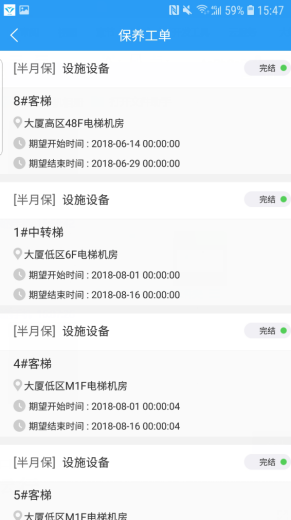 59% 15:47
保养工单
[半月保] 设施设备 完结
8#客梯
大厦高区48F电梯机房
期望开始时间 : 2018-06-14 00:00:00
期望结束时间 : 2018-06-29 00:00:00
[半月保] 设施设备 完结
1#中转梯
大厦低区6F电梯机房
期望开始时间 : 2018-08-01 00:00:00
期望结束时间 : 2018-08-16 00:00:00
[半月保] 设施设备 完结
4#客梯
大厦低区M1F电梯机房
期望开始时间 : 2018-08-01 00:00:04
期望结束时间 : 2018-08-16 00:00:04
[半月保] 设施设备 完结
5#客梯
大厦低区M1F电梯机房